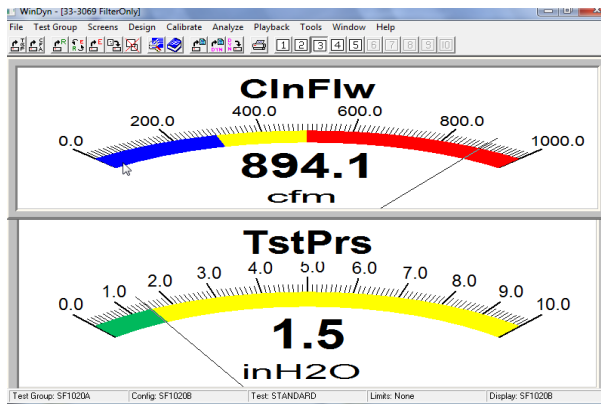 WinDyn - [33-3069 FilterOnly]
File Test Group Screens Design Calibrate Analyze Playback Tools Window Help
1 2 3 4 5 6 7 8 9 10
ClnFlw
0.0 200.0 400.0 600.0 800.0 1000.0
894.1
cfm
TstPrs
0.0 1.0 2.0 3.0 4.0 5.0 6.0 7.0 8.0 9.0 10.0
1.5
inH2O
Test Group: SF1020A Config: SF1020B Test: STANDARD Limits: None Display: SF1020B